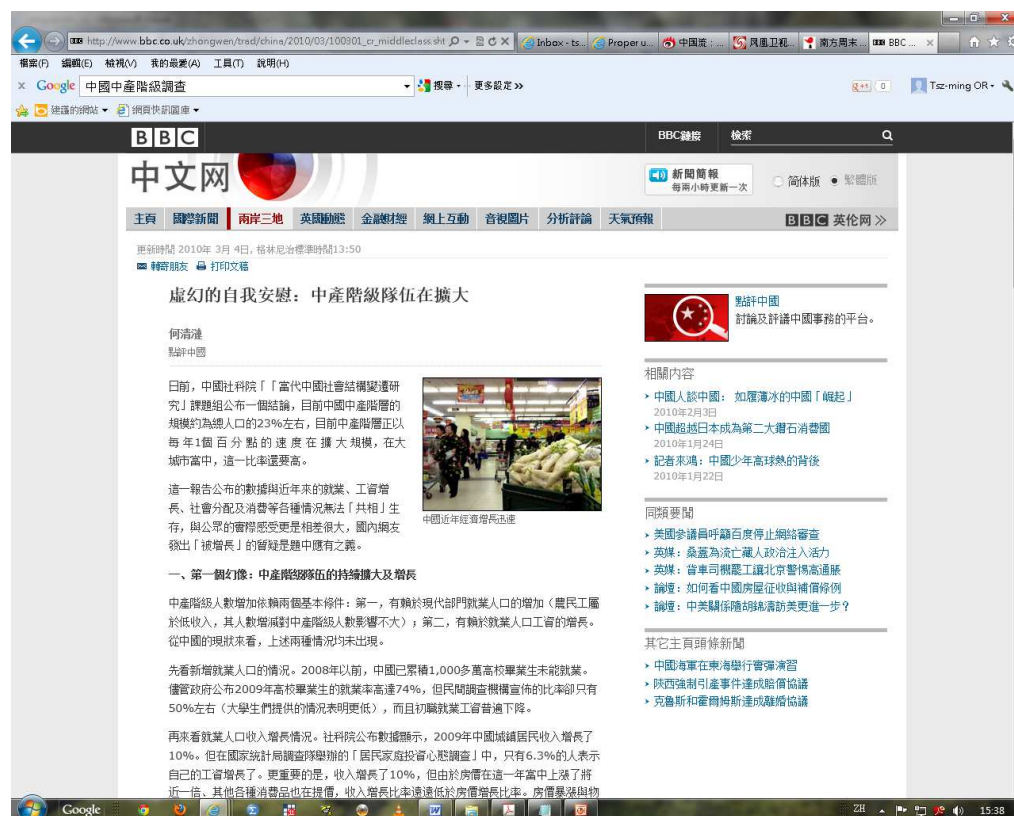 http://www.bbc.co.uk/zhongwen/trad/china/2010/03/100301_cr_middleclass.sht
Inbox - ts...
Proper u...
中国茶 : ...
凤凰卫视...
南方周末...
BBC ...
檔案(F) 編輯(E) 檢視(V) 我的最愛(A) 工具(T) 說明(H)
Google 中國中產階級調查 搜尋 更多設定 >>
0 Tsz-ming OR
建議的網站 網頁快訊圖庫
BBC BBC鏈接 檢索
中文网
新聞簡報
每兩小時更新一次
简体版 繁體版
主頁 國際新聞 兩岸三地 英國動態 金融財經 網上互動 音視圖片 分析評論 天氣預報 BBC 英伦网
更新時間 2010年 3月 4日, 格林尼治標準時間13:50
轉寄朋友 打印文稿
虛幻的自我安慰：中產階級隊伍在擴大
何清漣
點評中國
日前，中國社科院「「當代中國社會結構變遷研
究」課題組公布一個結論，目前中國中產階層的
規模約為總人口的23%左右，目前中產階層正以
每年1個百分點的速度在擴大規模，在大
城市當中，這一比率還要高。
這一報告公布的數據與近年來的就業、工資增
長、社會分配及消費等各種情況無法「共相」生
存，與公眾的實際感受更是相差很大，國內網友
發出「被增長」的質疑是題中應有之義。
中國近年經濟增長迅速
一、第一個幻像：中產階級隊伍的持續擴大及增長
中產階級人數增加依賴兩個基本條件：第一，有賴於現代部門就業人口的增加（農民工屬
於低收入，其人數增減對中產階級人數影響不大）；第二，有賴於就業人口工資的增長。
從中國的現狀來看，上述兩種情況均未出現。
先看新增就業人口的情況。2008年以前，中國已累積1,000多萬高校畢業生未能就業。
儘管政府公布2009年高校畢業生的就業率高達74%，但民間調查機構宣佈的比率卻只有
50%左右（大學生們提供的情況表明更低），而且初職就業工資普遍下降。
再來看就業人口收入增長情況。社科院公布數據顯示，2009年中國城鎮居民收入增長了
10%。但在國家統計局調查隊舉辦的「居民家庭投資心態調查」中，只有6.3%的人表示
自己的工資增長了。更重要的是，收入增長了10%，但由於房價在這一年當中上漲了將
近一倍、其他各種消費品也在提價，收入增長比率遠遠低於房價增長比率。房價暴漲與物
點評中國
討論及評議中國事務的平台。
相關內容
中國人談中國： 如履薄冰的中國「崛起」
2010年2月3日
中國超越日本成為第二大鑽石消費國
2010年1月24日
記者來鴻：中國少年高球熱的背後
2010年1月22日
同類要聞
美國參議員呼籲百度停止網絡審查
英媒：桑蓋為流亡藏人政治注入活力
英媒：貨車司機罷工讓北京警惕高通脹
論壇：如何看中國房屋征收與補償條例
論壇：中美關係隨胡錦濤訪美更進一步？
其它主頁頭條新聞
中國海軍在東海舉行實彈演習
陝西強制引產事件達成賠償協議
克魯斯和霍爾姆斯達成離婚協議
Google ZH 15:38